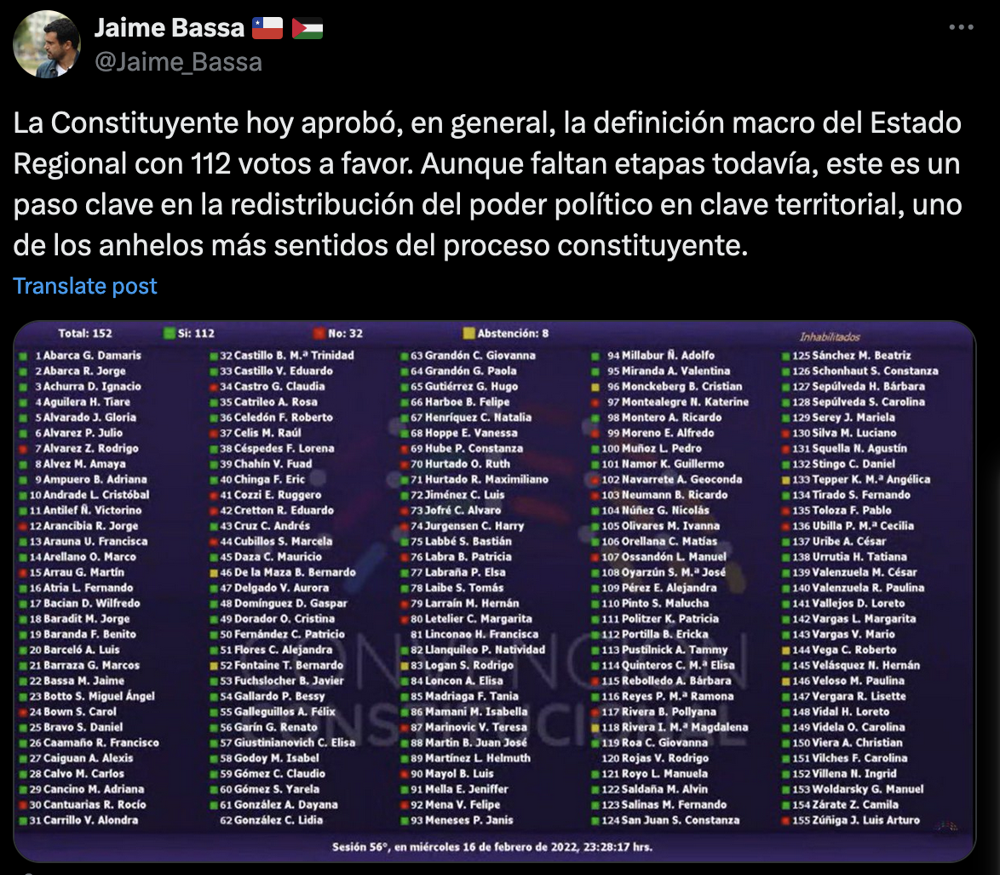 Jaime Bassa
@Jaime_Bassa
La Constituyente hoy aprobó, en general, la definición macro del Estado
Regional con 112 votos a favor. Aunque faltan etapas todavía, este es un
paso clave en la redistribución del poder político en clave territorial, uno
de los anhelos más sentidos del proceso constituyente.
Translate post
Total: 152 Si: 112 No: 32 Abstención: 8 Inhabilitados
1 Abarca G. Damaris
2 Abarca R. Jorge
3 Achurra D. Ignacio
4 Aguilera H. Tiare
5 Alvarado J. Gloria
6 Alvarez P. Julio
7 Alvarez Z. Rodrigo
8 Alvez M. Amaya
9 Ampuero B. Adriana
10 Andrade L. Cristóbal
11 Antilef Ñ. Victorino
12 Arancibia R. Jorge
13 Arauna U. Francisca
14 Arellano O. Marco
15 Arrau G. Martín
16 Atria L. Fernando
17 Bacian D. Wilfredo
18 Baradit M. Jorge
19 Baranda F. Benito
20 Barceló A. Luis
21 Barraza G. Marcos
22 Bassa M. Jaime
23 Botto S. Miguel Ángel
24 Bown S. Carol
25 Bravo S. Daniel
26 Caamaño R. Francisco
27 Caiguan A. Alexis
28 Calvo M. Carlos
29 Cancino M. Adriana
30 Cantuarias R. Rocío
31 Carrillo V. Alondra
32 Castillo B. M.ª Trinidad
33 Castillo V. Eduardo
34 Castro G. Claudia
35 Catrileo A. Rosa
36 Celedón F. Roberto
37 Celis M. Raúl
38 Céspedes F. Lorena
39 Chahín V. Fuad
40 Chinga F. Eric
41 Cozzi E. Ruggero
42 Cretton R. Eduardo
43 Cruz C. Andrés
44 Cubillos S. Marcela
45 Daza C. Mauricio
46 De la Maza B. Bernardo
47 Delgado V. Aurora
48 Domínguez D. Gaspar
49 Dorador O. Cristina
50 Fernández C. Patricio
51 Flores C. Alejandra
52 Fontaine T. Bernardo
53 Fuchslocher B. Javier
54 Gallardo P. Bessy
55 Galleguillos A. Félix
56 Garín G. Renato
57 Giustinianovich C. Elisa
58 Godoy M. Isabel
59 Gómez C. Claudio
60 Gómez S. Yarela
61 González A. Dayana
62 González C. Lidia
63 Grandón C. Giovanna
64 Grandón G. Paola
65 Gutiérrez G. Hugo
66 Harboe B. Felipe
67 Henríquez C. Natalia
68 Hoppe E. Vanessa
69 Hube P. Constanza
70 Hurtado O. Ruth
71 Hurtado R. Maximiliano
72 Jiménez C. Luis
73 Jofré C. Alvaro
74 Jurgensen C. Harry
75 Labbé S. Bastián
76 Labra B. Patricia
77 Labraña P. Elsa
78 Laibe S. Tomás
79 Larraín M. Hernán
80 Letelier C. Margarita
81 Linconao H. Francisca
82 Llanquileo P. Natividad
83 Logan S. Rodrigo
84 Loncon A. Elisa
85 Madriaga F. Tania
86 Mamani M. Isabella
87 Marinovic V. Teresa
88 Martin B. Juan José
89 Martínez L. Helmuth
90 Mayol B. Luis
91 Mella E. Jeniffer
92 Mena V. Felipe
93 Meneses P. Janis
94 Millabur Ñ. Adolfo
95 Miranda A. Valentina
96 Monckeberg B. Cristian
97 Montealegre N. Katerine
98 Montero A. Ricardo
99 Moreno E. Alfredo
100 Muñoz L. Pedro
101 Namor K. Guillermo
102 Navarrete A. Geoconda
103 Neumann B. Ricardo
104 Núñez G. Nicolás
105 Olivares M. Ivanna
106 Orellana C. Matías
107 Ossandón L. Manuel
108 Oyarzún S. M.ª José
109 Pérez E. Alejandra
110 Pinto S. Malucha
111 Politzer K. Patricia
112 Portilla B. Ericka
113 Pustilnick A. Tammy
114 Quinteros C. M.ª Elisa
115 Rebolledo A. Bárbara
116 Reyes P. M.ª Ramona
117 Rivera B. Pollyana
118 Rivera I. M.ª Magdalena
119 Roa C. Giovanna
120 Rojas V. Rodrigo
121 Royo L. Manuela
122 Saldaña M. Alvin
123 Salinas M. Fernando
124 San Juan S. Constanza
125 Sánchez M. Beatriz
126 Schonhaut S. Constanza
127 Sepúlveda H. Bárbara
128 Sepúlveda S. Carolina
129 Serey J. Mariela
130 Silva M. Luciano
131 Squella N. Agustín
132 Stingo C. Daniel
133 Tepper K. M.ª Angélica
134 Tirado S. Fernando
135 Toloza F. Pablo
136 Ubilla P. M.ª Cecilia
137 Uribe A. César
138 Urrutia H. Tatiana
139 Valenzuela M. César
140 Valenzuela R. Paulina
141 Vallejos D. Loreto
142 Vargas L. Margarita
143 Vargas V. Mario
144 Vega C. Roberto
145 Velásquez N. Hernán
146 Veloso M. Paulina
147 Vergara R. Lisette
148 Vidal H. Loreto
149 Videla O. Carolina
150 Viera A. Christian
151 Vilches F. Carolina
152 Villena N. Ingrid
153 Woldarsky G. Manuel
154 Zárate Z. Camila
155 Zúñiga J. Luis Arturo
Sesión 56°, en miércoles 16 de febrero de 2022, 23:28:17 hrs.